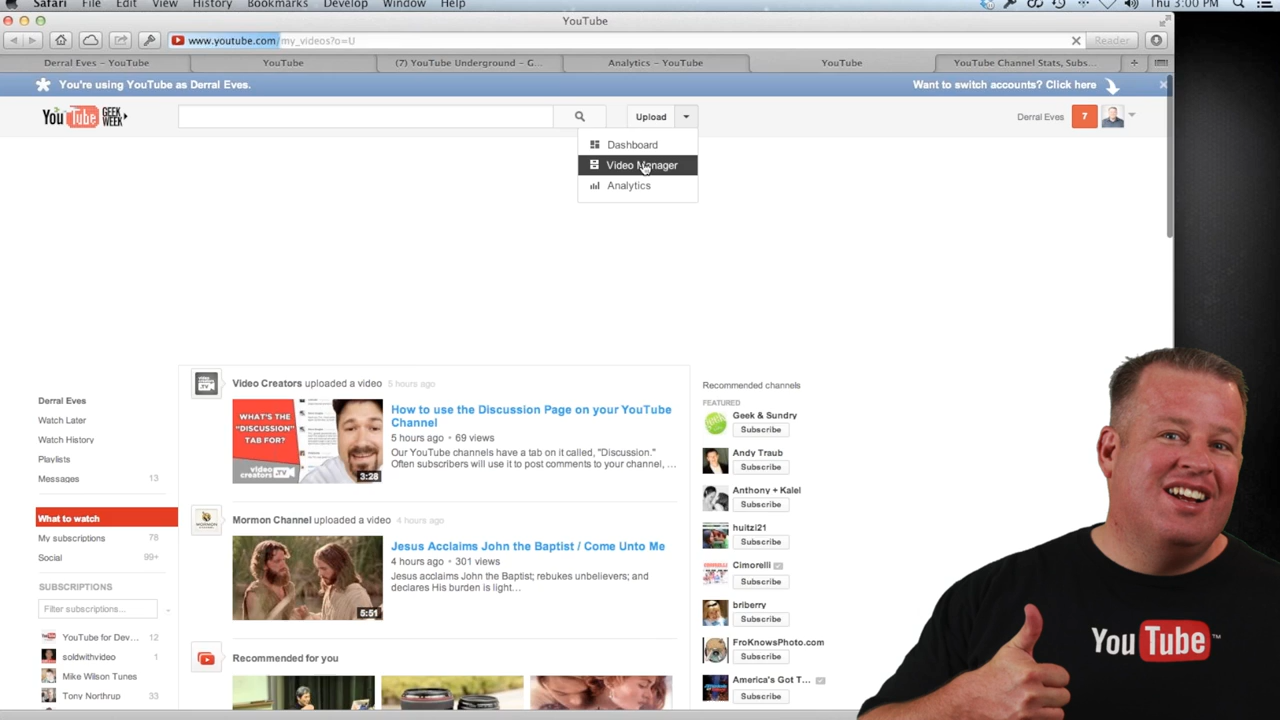 Safari File Edit View History Bookmarks Develop Window Help
Thu 3:00 PM
YouTube
www.youtube.com/my_videos?o=U
Reader
Derral Eves – YouTube
YouTube
(7) YouTube Underground – G...
Analytics – YouTube
YouTube
YouTube Channel Stats, Subs...
You're using YouTube as Derral Eves.
Want to switch accounts? Click here
YouTube GEEK WEEK
Upload
Derral Eves 7
Dashboard
Video Manager
Analytics
Derral Eves
Watch Later
Watch History
Playlists
Messages 13
What to watch
My subscriptions 78
Social 99+
SUBSCRIPTIONS
Filter subscriptions...
YouTube for Dev... 12
soldwithvideo 1
Mike Wilson Tunes
Tony Northrup 33
Video Creators uploaded a video 5 hours ago
WHAT'S THE
"DISCUSSION"
TAB FOR?
video
creators TV
3:28
How to use the Discussion Page on your YouTube
Channel
5 hours ago • 69 views
Our YouTube channels have a tab on it called, "Discussion."
Often subscribers will use it to post comments to your channel, ...
Mormon Channel uploaded a video 4 hours ago
5:51
Jesus Acclaims John the Baptist / Come Unto Me
4 hours ago • 301 views
Jesus acclaims John the Baptist; rebukes unbelievers; and
declares His burden is light...
Recommended for you
Recommended channels
FEATURED
Geek & Sundry
Subscribe
Andy Traub
Subscribe
Anthony + Kalei
Subscribe
huitzi21
Subscribe
Cimorelli
Subscribe
briberry
Subscribe
FroKnowsPhoto.com
Subscribe
America's Got T...
Subscribe
YouTube™